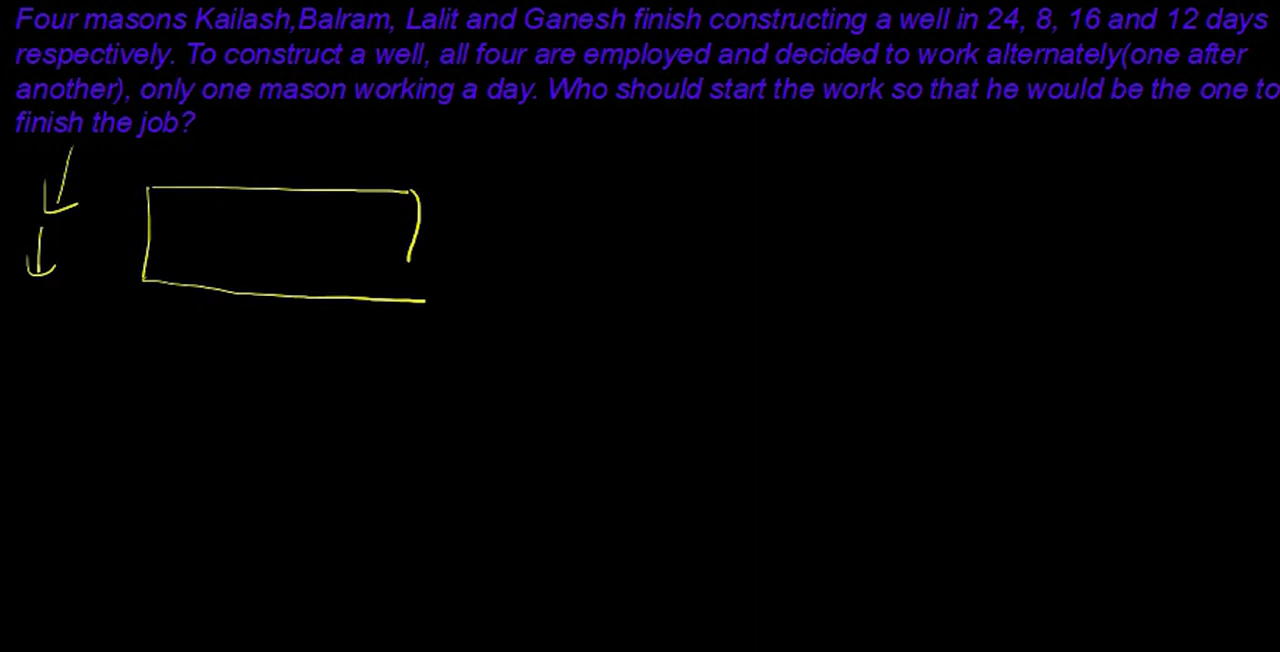 Four masons Kailash,Balram, Lalit and Ganesh finish constructing a well in 24, 8, 16 and 12 days
respectively. To construct a well, all four are employed and decided to work alternately(one after
another), only one mason working a day. Who should start the work so that he would be the one to
finish the job?